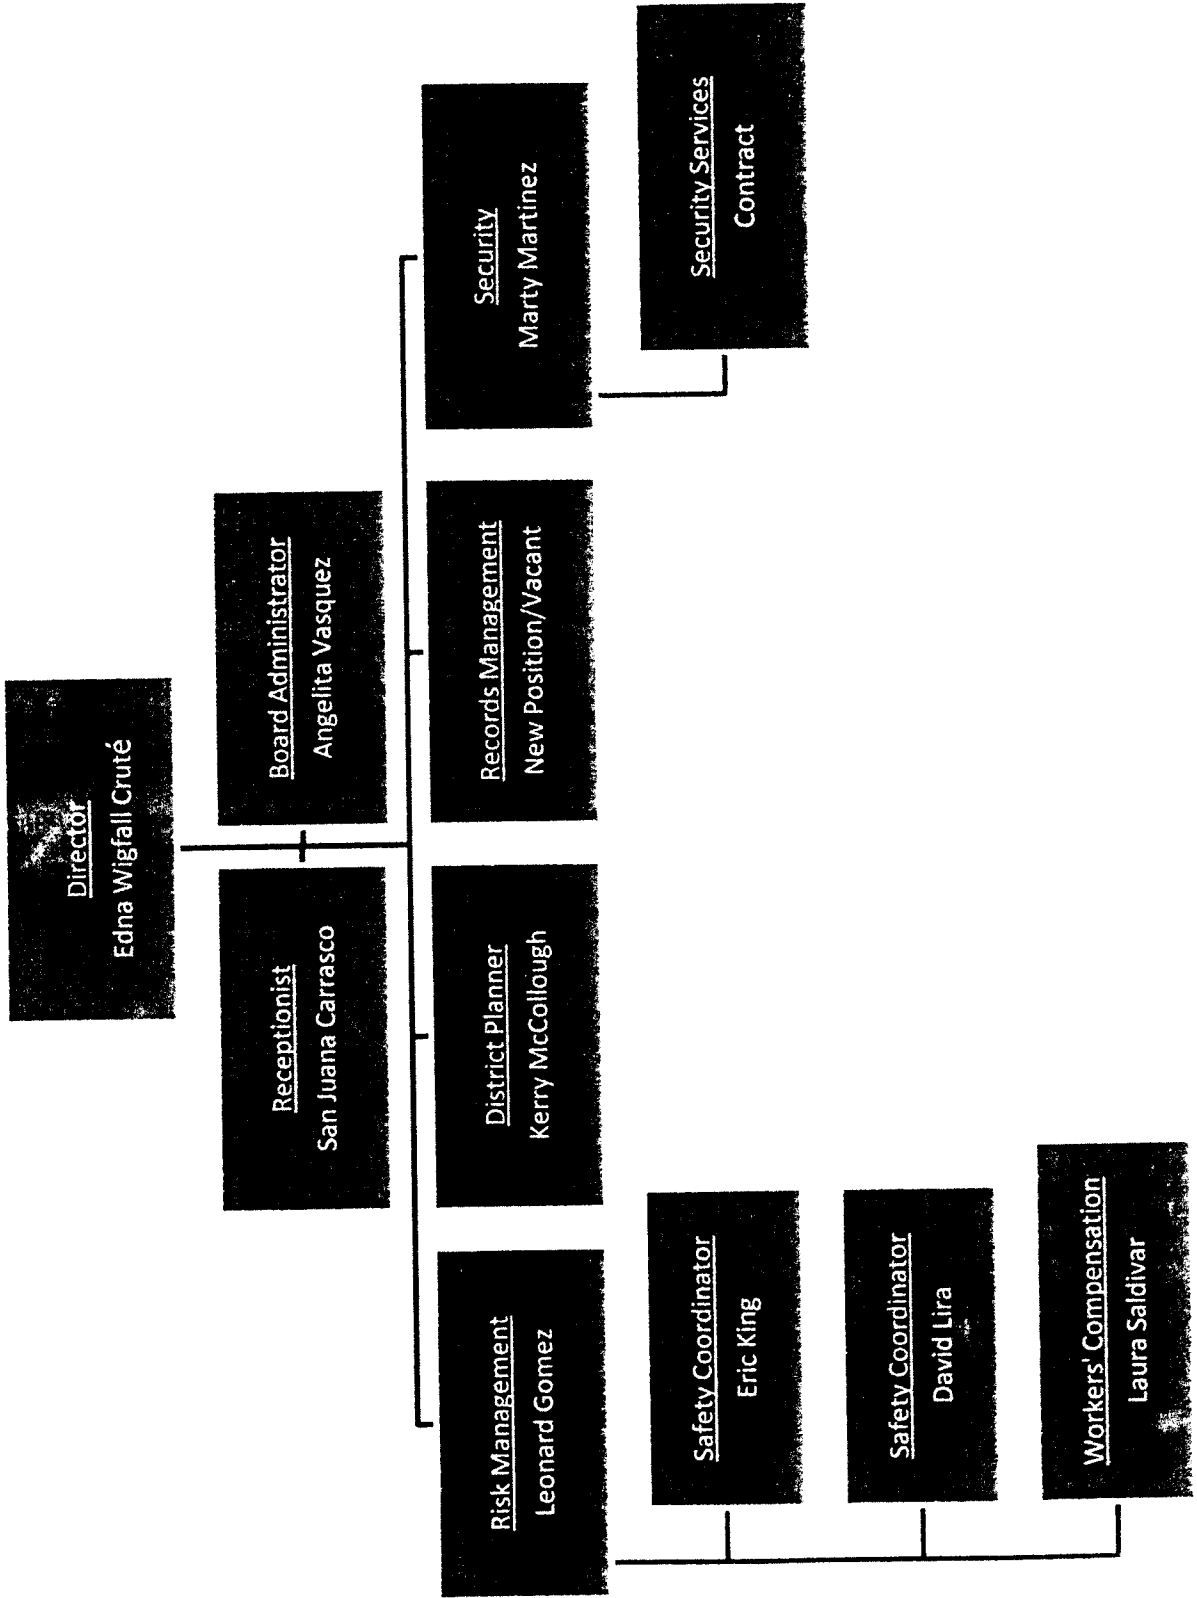 Director
Edna Wigfall Cruté
Receptionist
San Juana Carrasco
Board Administrator
Angelita Vasquez
Risk Management
Leonard Gomez
District Planner
Kerry McCollough
Records Management
New Position/Vacant
Security
Marty Martinez
Safety Coordinator
Eric King
Security Services
Contract
Safety Coordinator
David Lira
Workers' Compensation
Laura Saldivar